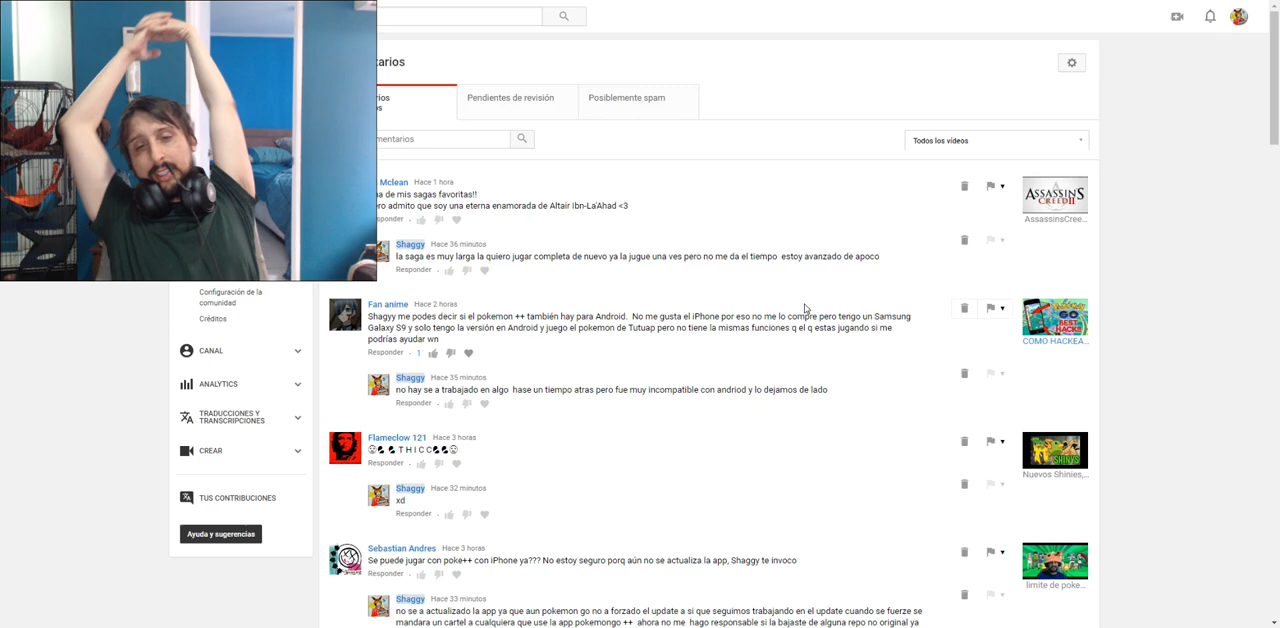 arios
rios
os
Pendientes de revisión
Posiblemente spam
mentarios
Todos los vídeos
Mclean Hace 1 hora
a de mis sagas favoritas!!
ero admito que soy una eterna enamorada de Altair Ibn-La'Ahad <3
ponder
ASSASSINS CREED II
AssassinsCree...
Shaggy Hace 36 minutos
la saga es muy larga la quiero jugar completa de nuevo ya la jugue una ves pero no me da el tiempo estoy avanzado de apoco
Responder
Configuración de la
comunidad
Créditos
CANAL
ANALYTICS
TRADUCCIONES Y
TRANSCRIPCIONES
CREAR
TUS CONTRIBUCIONES
Ayuda y sugerencias
Fan anime Hace 2 horas
Shagyy me podes decir si el pokemon ++ también hay para Android. No me gusta el iPhone por eso no me lo compre pero tengo un Samsung
Galaxy S9 y solo tengo la versión en Android y juego el pokemon de Tutuap pero no tiene la mismas funciones q el q estas jugando si me
podrías ayudar wn
Responder · 1
COMO HACKEA...
Shaggy Hace 35 minutos
no hay se a trabajado en algo hase un tiempo atras pero fue muy incompatible con andriod y lo dejamos de lado
Responder
Flameclow 121 Hace 3 horas
T H I C C
Responder
SHINYS
Nuevos Shinies,...
Shaggy Hace 32 minutos
xd
Responder
Sebastian Andres Hace 3 horas
Se puede jugar con poke++ con iPhone ya??? No estoy seguro porq aún no se actualiza la app, Shaggy te invoco
Responder
limite de poke...
Shaggy Hace 33 minutos
no se a actualizado la app ya que aun pokemon go no a forzado el update a si que seguimos trabajando en el update cuando se fuerze se
mandara un cartel a cualquiera que use la app pokemongo ++ ahora no me hago responsable si la bajaste de alguna repo no original ya